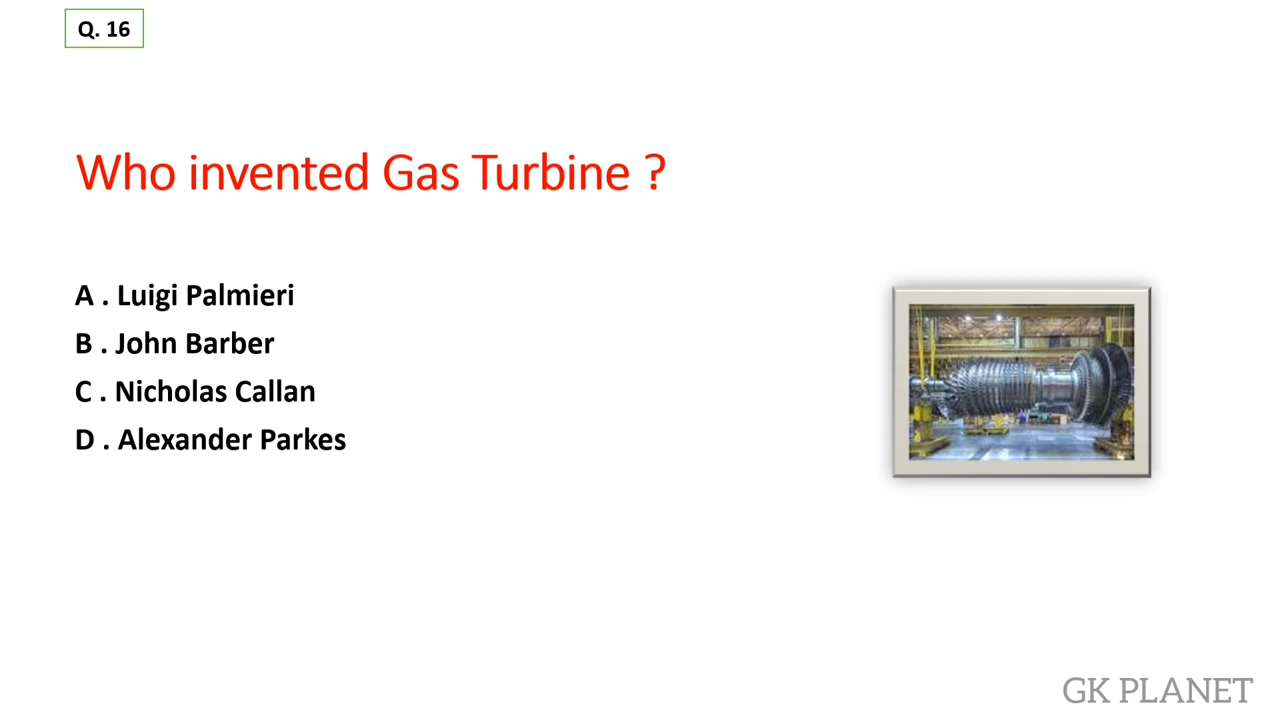 Q. 16
Who invented Gas Turbine ?
A . Luigi Palmieri
B . John Barber
C . Nicholas Callan
D . Alexander Parkes
GK PLANET